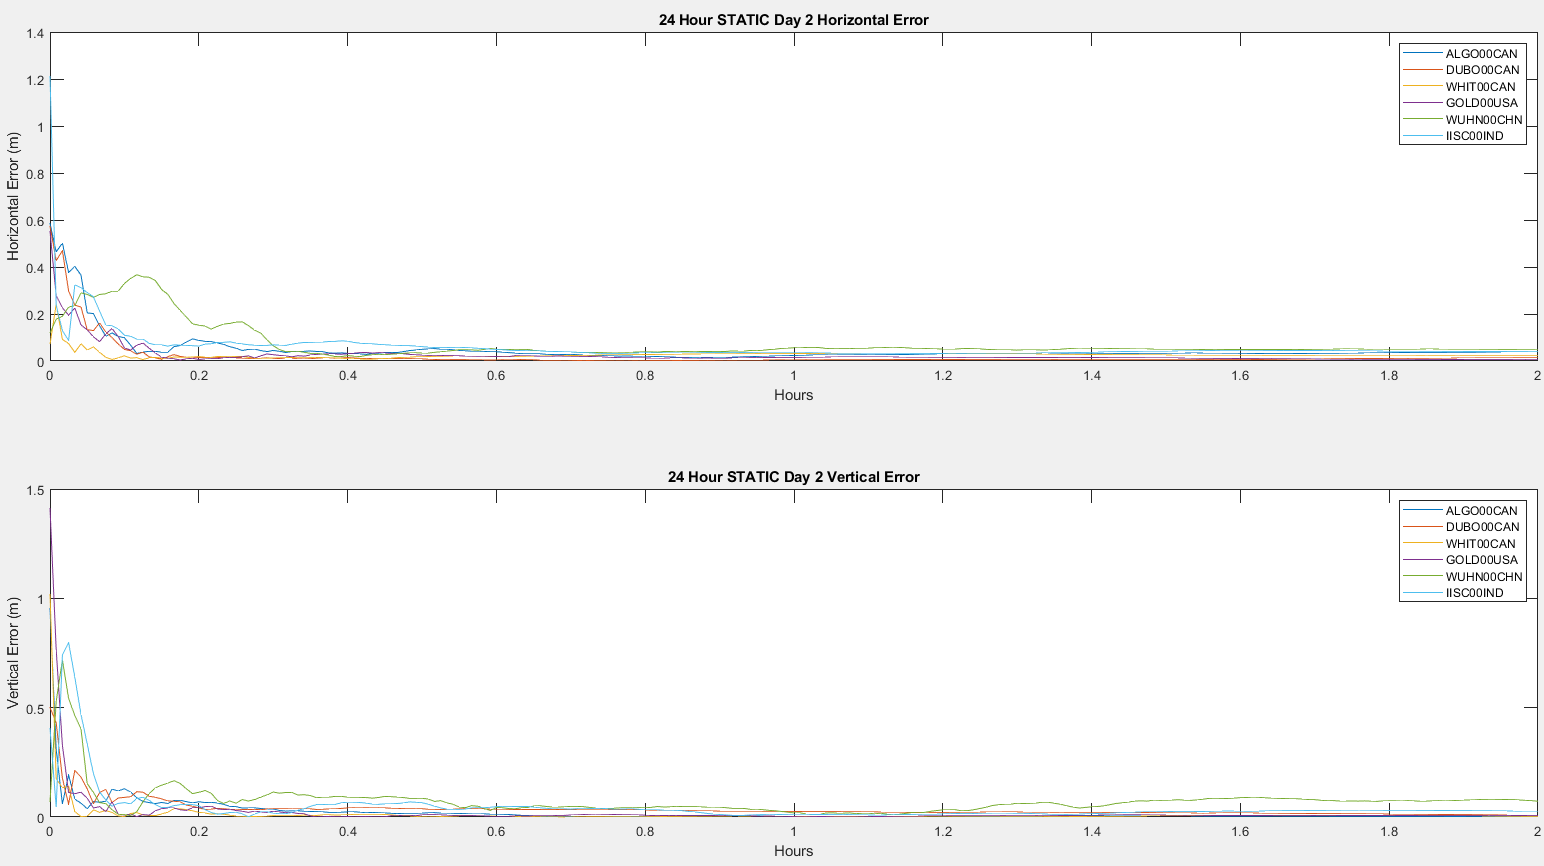 24 Hour STATIC Day 2 Horizontal Error
Horizontal Error (m)
1.4
1.2
1
0.8
0.6
0.4
0.2
0
0 0.2 0.4 0.6 0.8 1 1.2 1.4 1.6 1.8 2
Hours
ALGO00CAN
DUBO00CAN
WHIT00CAN
GOLD00USA
WUHN00CHN
IISC00IND
24 Hour STATIC Day 2 Vertical Error
Vertical Error (m)
1.5
1
0.5
0
0 0.2 0.4 0.6 0.8 1 1.2 1.4 1.6 1.8 2
Hours
ALGO00CAN
DUBO00CAN
WHIT00CAN
GOLD00USA
WUHN00CHN
IISC00IND